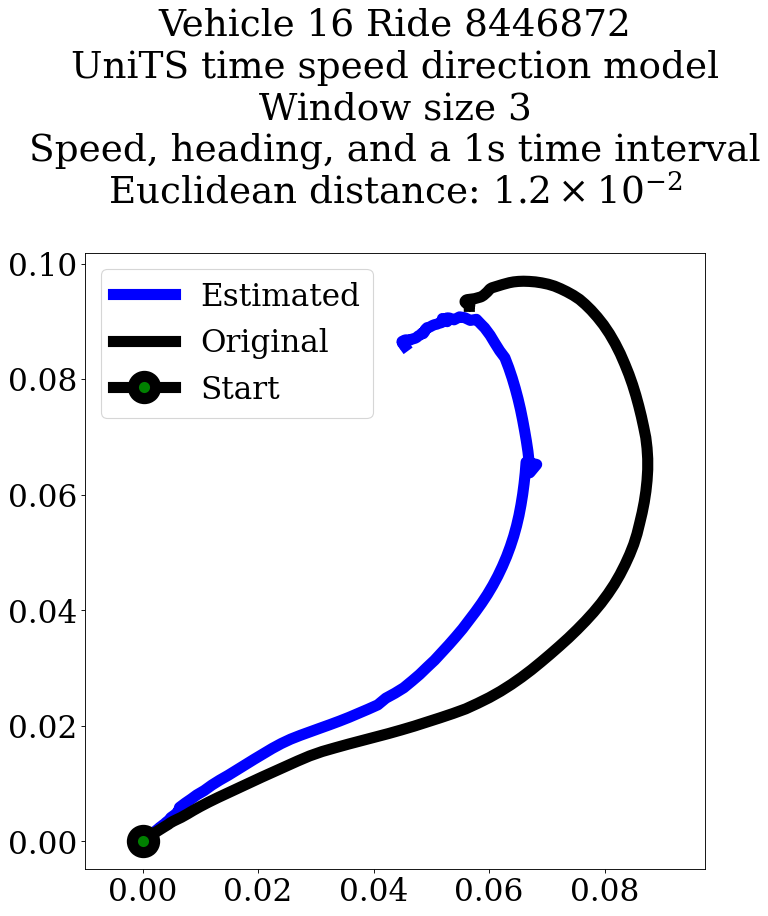 Vehicle 16 Ride 8446872
UniTS time speed direction model
Window size 3
Speed, heading, and a 1s time interval
Euclidean distance: 1.2 × 10⁻²
0.10
0.08
0.06
0.04
0.02
0.00
Estimated
Original
Start
0.00 0.02 0.04 0.06 0.08